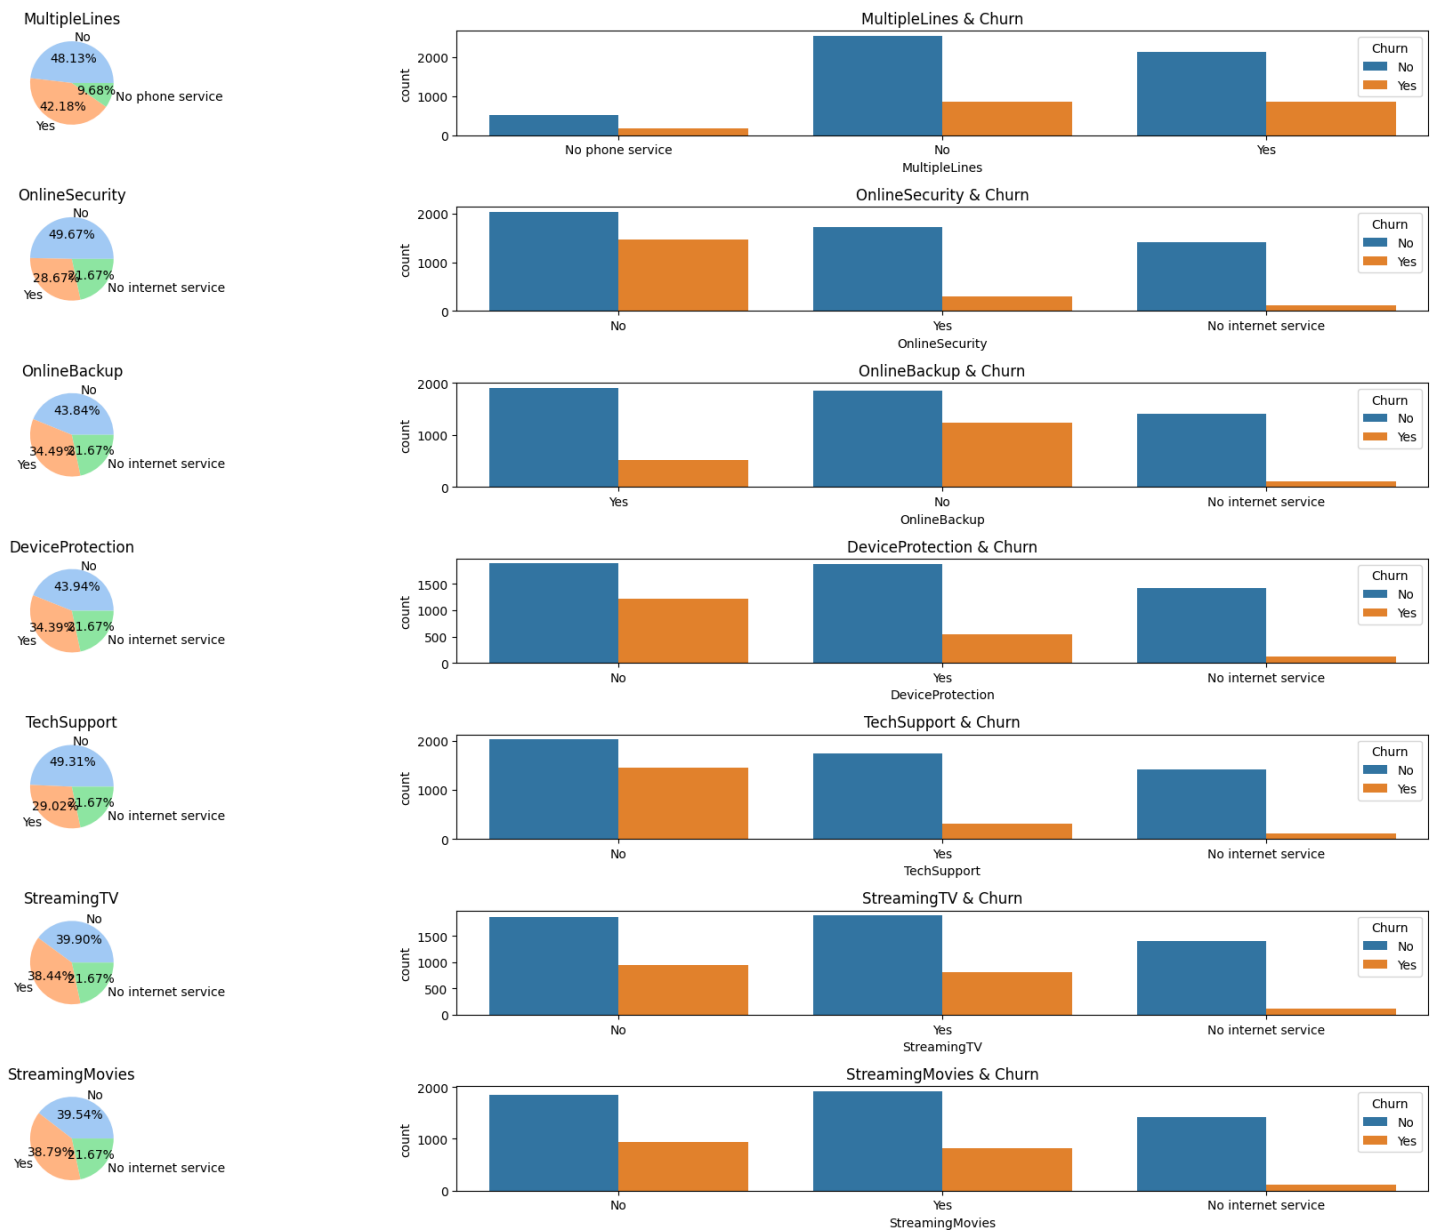 MultipleLines
No
48.13%
9.68%
No phone service
42.18%
Yes
MultipleLines & Churn
count
2000
1000
0
Churn
No
Yes
No phone service
No
Yes
MultipleLines
OnlineSecurity
No
49.67%
28.67%
21.67%
No internet service
Yes
OnlineSecurity & Churn
count
2000
1000
0
Churn
No
Yes
No
Yes
No internet service
OnlineSecurity
OnlineBackup
No
43.84%
34.49%
21.67%
Yes
No internet service
OnlineBackup & Churn
count
2000
1000
0
Churn
No
Yes
Yes
No
No internet service
OnlineBackup
DeviceProtection
No
43.94%
34.39%
21.67%
Yes
No internet service
DeviceProtection & Churn
count
1500
1000
500
0
Churn
No
Yes
No
Yes
No internet service
DeviceProtection
TechSupport
No
49.31%
29.02%
21.67%
No internet service
Yes
TechSupport & Churn
count
2000
1000
0
Churn
No
Yes
No
Yes
No internet service
TechSupport
StreamingTV
No
39.90%
38.44%
21.67%
Yes
No internet service
StreamingTV & Churn
count
1500
1000
500
0
Churn
No
Yes
No
Yes
No internet service
StreamingTV
StreamingMovies
No
39.54%
38.79%
21.67%
Yes
No internet service
StreamingMovies & Churn
count
2000
1000
0
Churn
No
Yes
No
Yes
No internet service
StreamingMovies